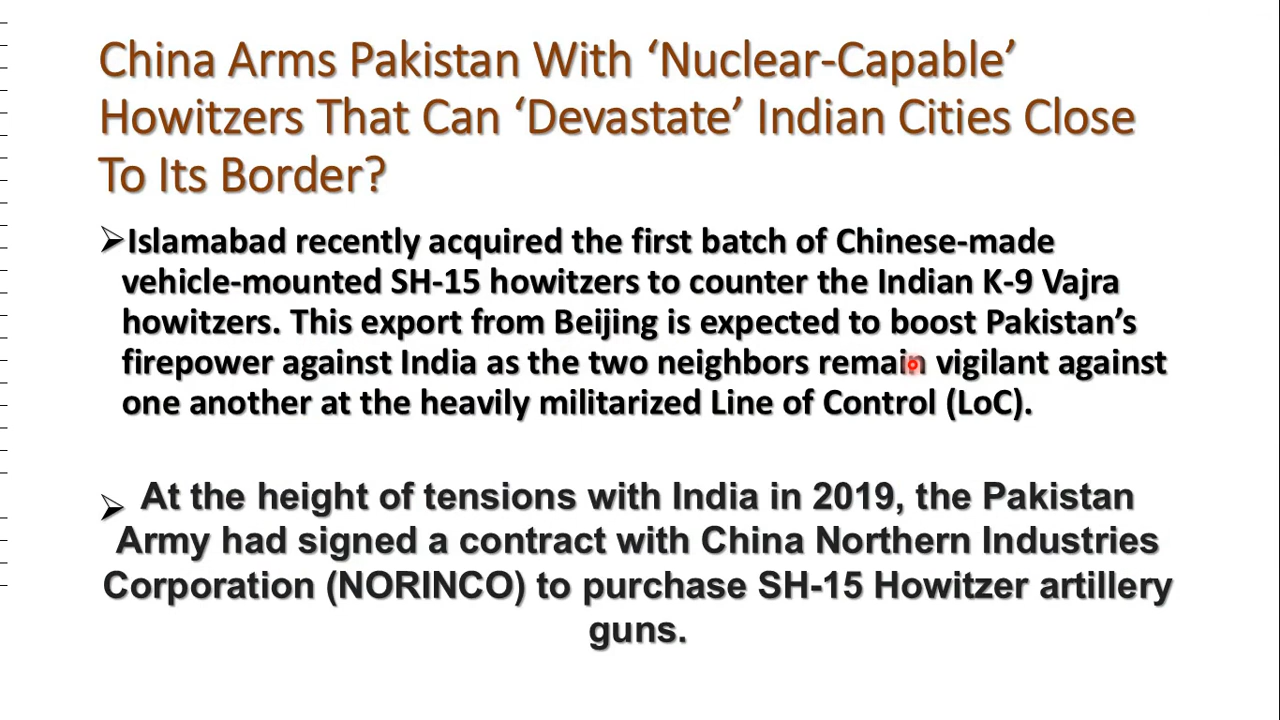 China Arms Pakistan With ‘Nuclear-Capable’
Howitzers That Can ‘Devastate’ Indian Cities Close
To Its Border?
➢Islamabad recently acquired the first batch of Chinese-made
vehicle-mounted SH-15 howitzers to counter the Indian K-9 Vajra
howitzers. This export from Beijing is expected to boost Pakistan’s
firepower against India as the two neighbors remain vigilant against
one another at the heavily militarized Line of Control (LoC).
➢ At the height of tensions with India in 2019, the Pakistan
Army had signed a contract with China Northern Industries
Corporation (NORINCO) to purchase SH-15 Howitzer artillery
guns.